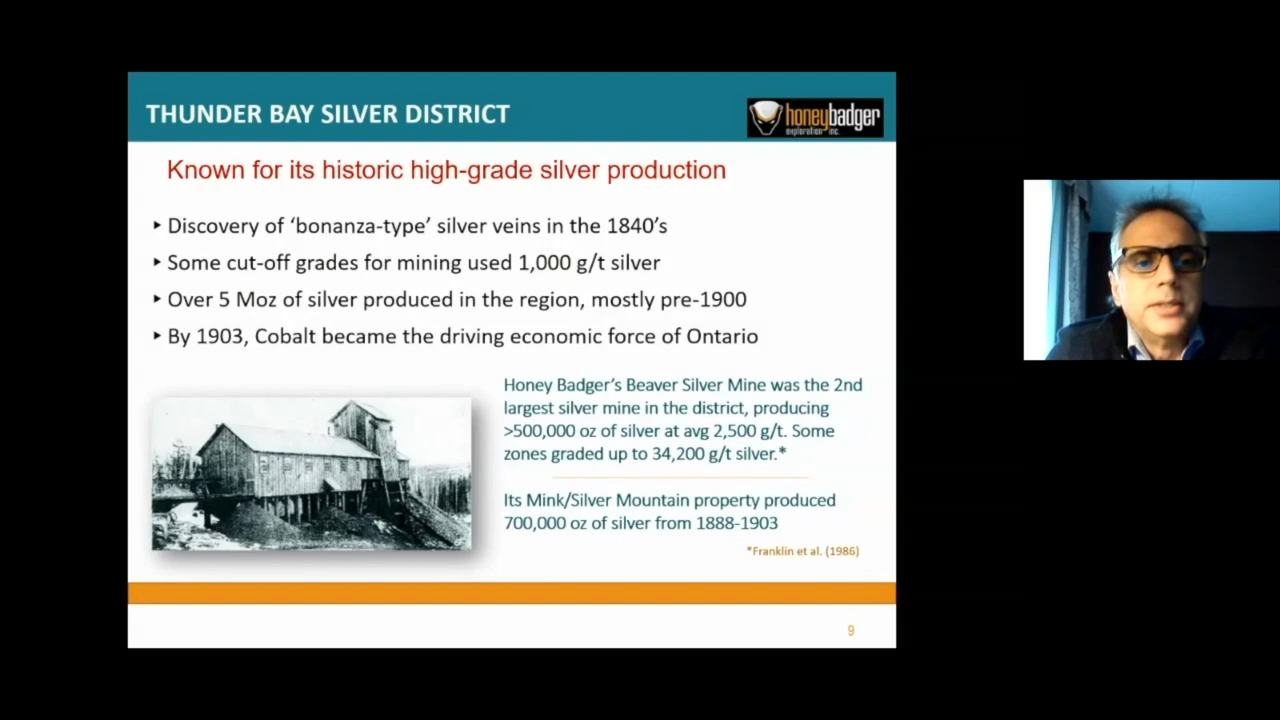 THUNDER BAY SILVER DISTRICT
honeybadger
exploration inc.
Known for its historic high-grade silver production
‣ Discovery of ‘bonanza-type’ silver veins in the 1840’s
‣ Some cut-off grades for mining used 1,000 g/t silver
‣ Over 5 Moz of silver produced in the region, mostly pre-1900
‣ By 1903, Cobalt became the driving economic force of Ontario
Honey Badger’s Beaver Silver Mine was the 2nd
largest silver mine in the district, producing
>500,000 oz of silver at avg 2,500 g/t. Some
zones graded up to 34,200 g/t silver.*
Its Mink/Silver Mountain property produced
700,000 oz of silver from 1888-1903
*Franklin et al. (1986)
9